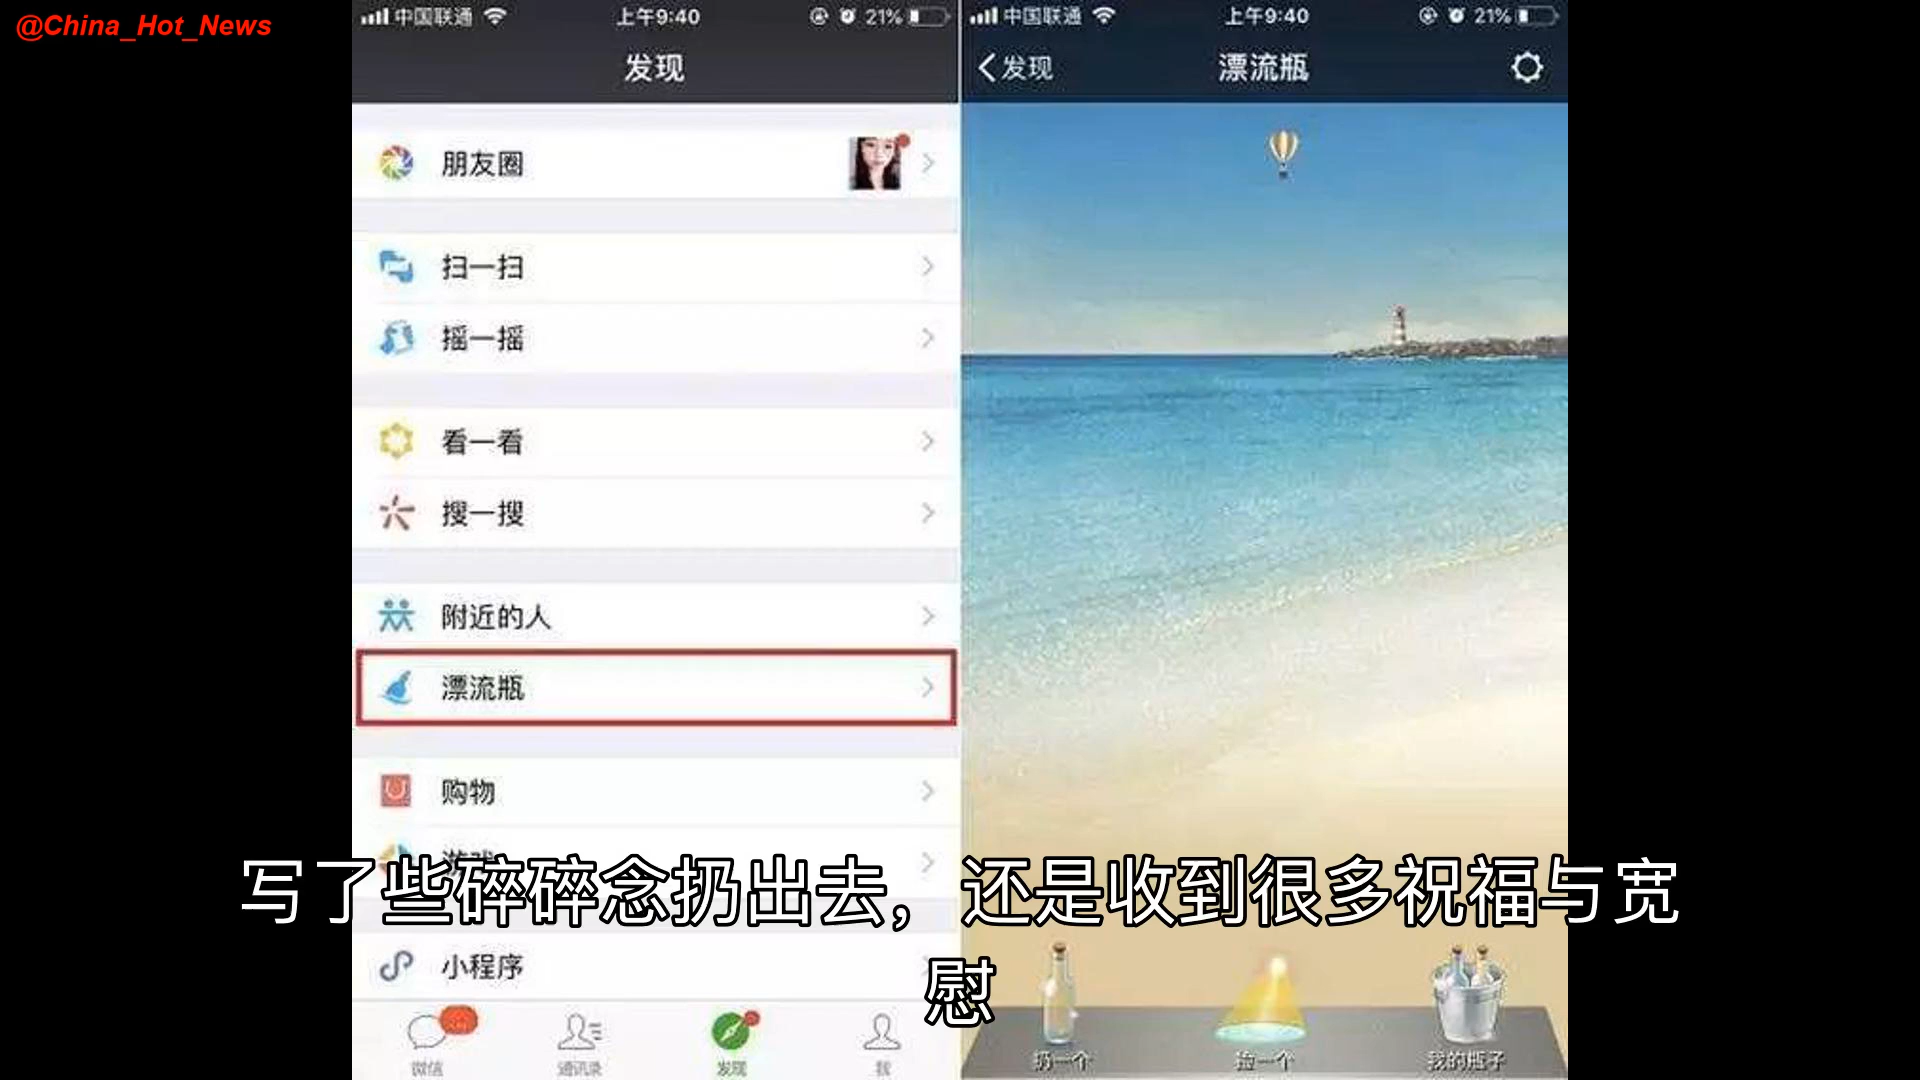 @China_Hot_News
中国联通 上午9:40 21%
发现
朋友圈
扫一扫
摇一摇
看一看
搜一搜
附近的人
漂流瓶
购物
游戏
小程序
微信 通讯录 发现 我
中国联通 上午9:40 21%
发现 漂流瓶
扔一个 捡一个 我的瓶子
写了些碎碎念扔出去，还是收到很多祝福与宽
慰